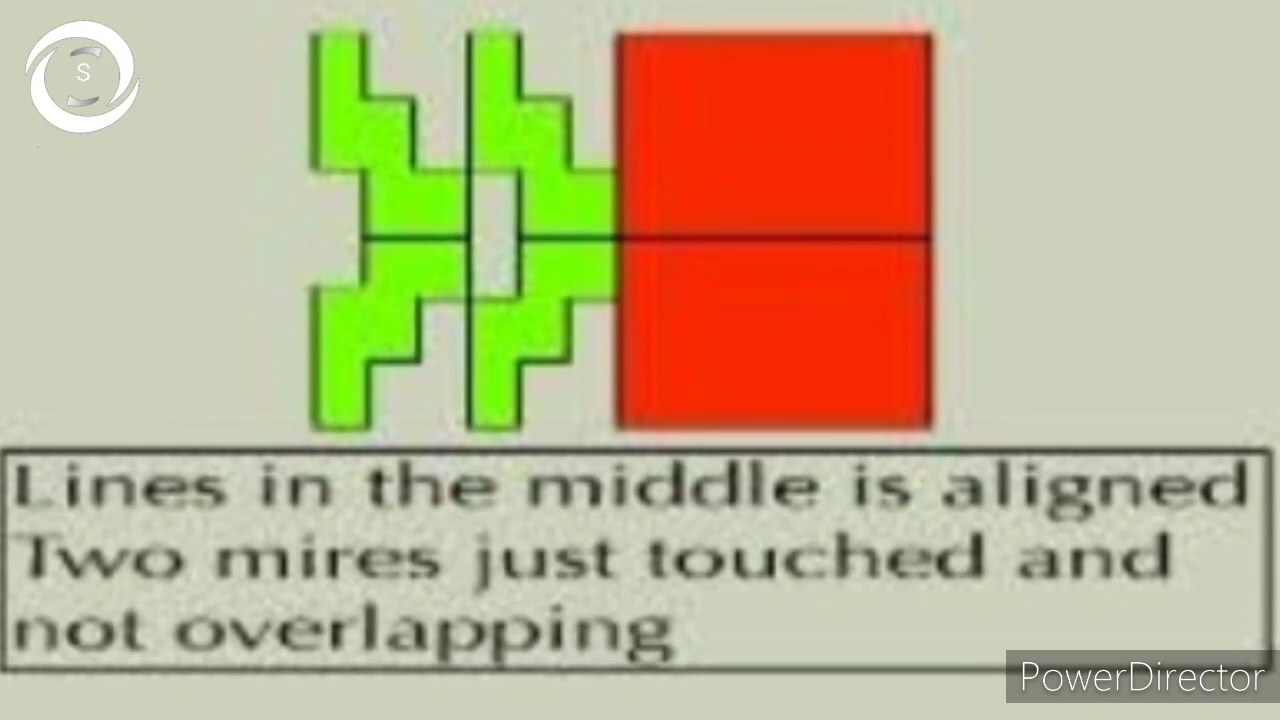 S
Lines in the middle is aligned
Two mires just touched and
not overlapping
PowerDirector